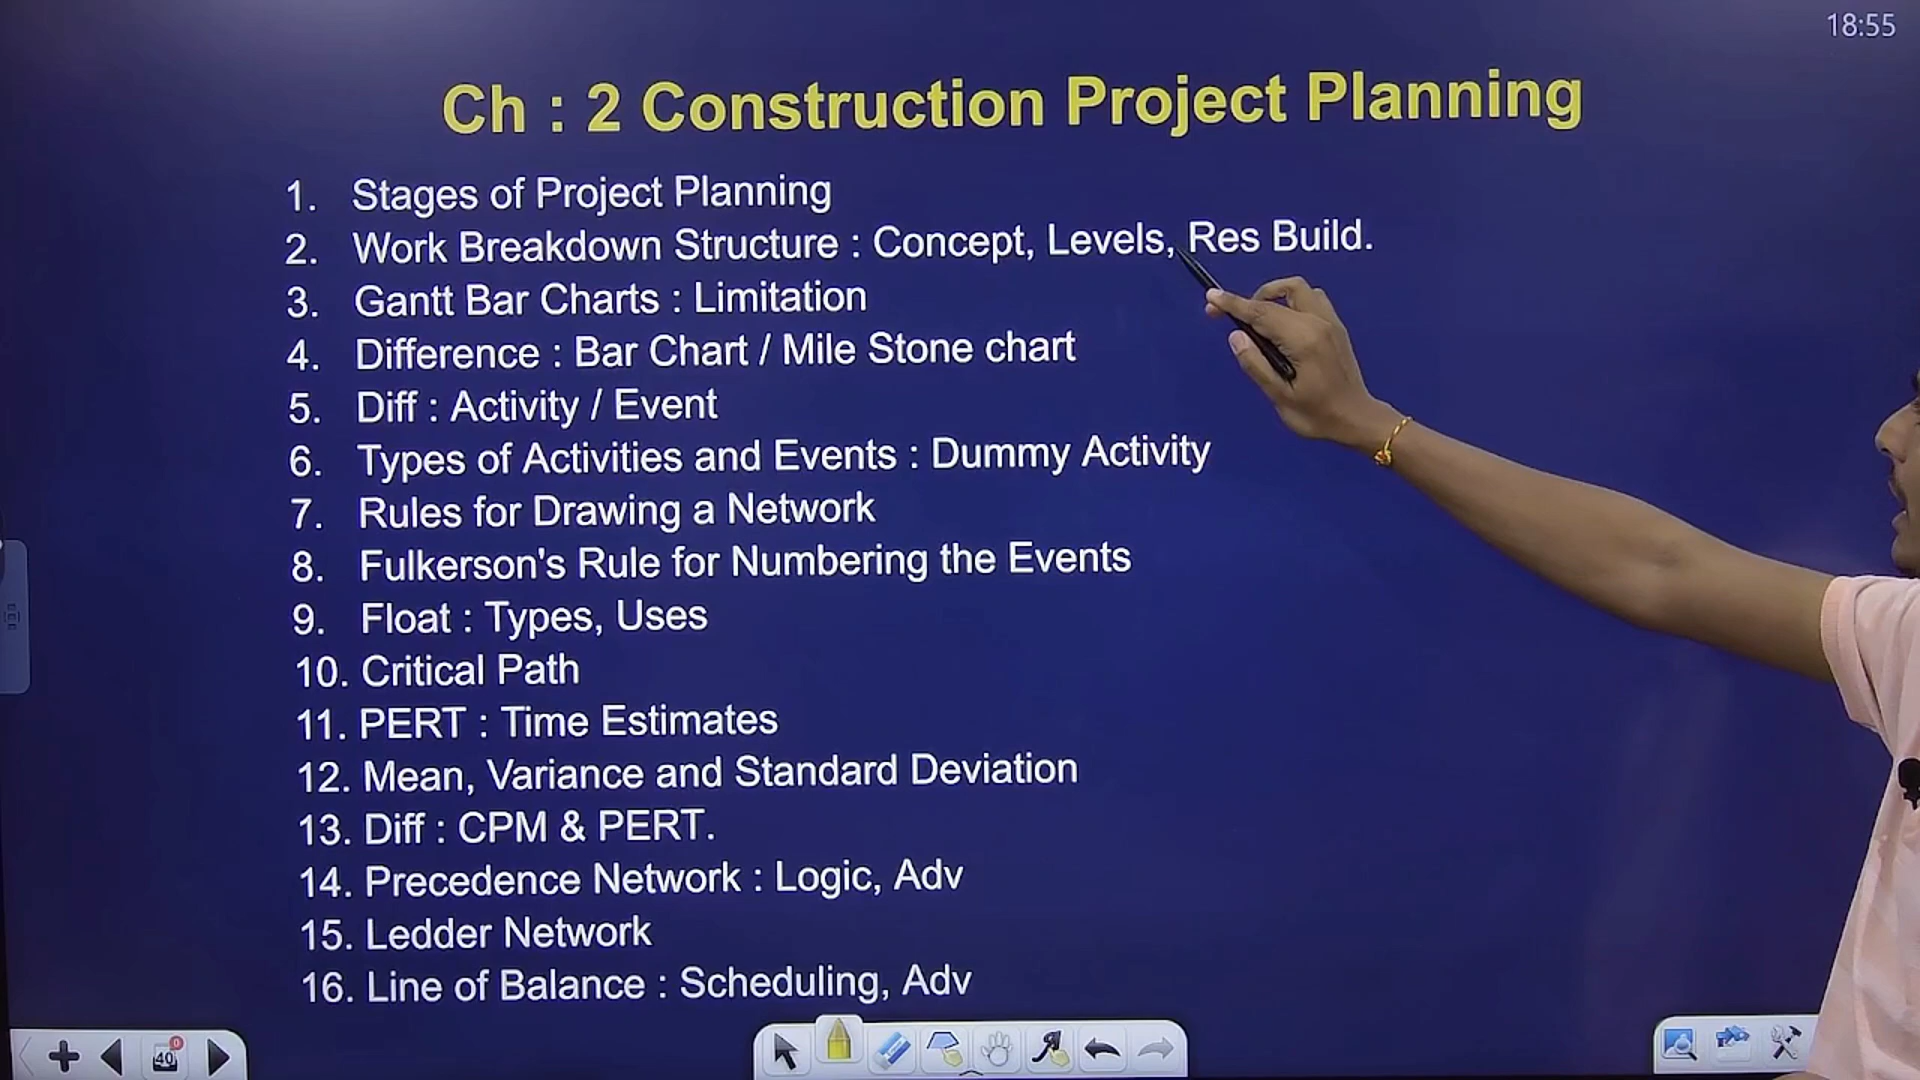 18:55
Ch : 2 Construction Project Planning
1. Stages of Project Planning
2. Work Breakdown Structure : Concept, Levels, Res Build.
3. Gantt Bar Charts : Limitation
4. Difference : Bar Chart / Mile Stone chart
5. Diff : Activity / Event
6. Types of Activities and Events : Dummy Activity
7. Rules for Drawing a Network
8. Fulkerson's Rule for Numbering the Events
9. Float : Types, Uses
10. Critical Path
11. PERT : Time Estimates
12. Mean, Variance and Standard Deviation
13. Diff : CPM & PERT.
14. Precedence Network : Logic, Adv
15. Ledder Network
16. Line of Balance : Scheduling, Adv
40
0